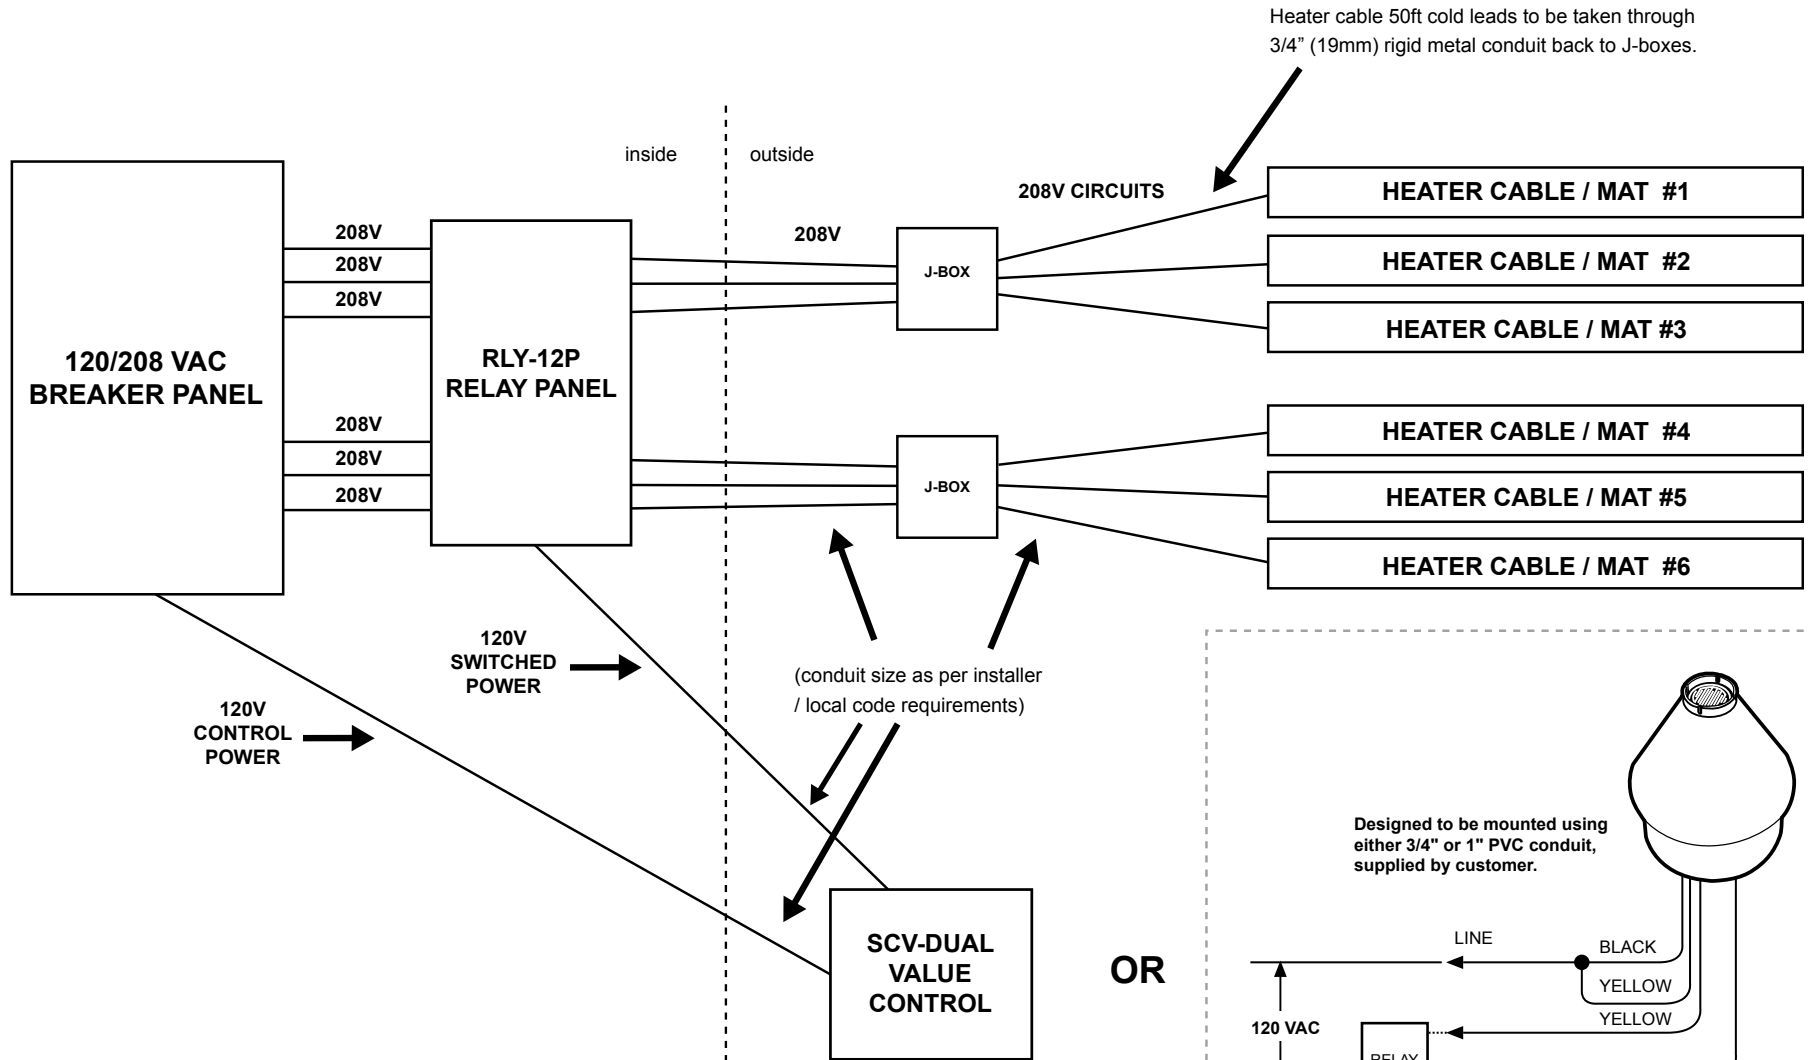 Heater cable 50ft cold leads to be taken through
3/4” (19mm) rigid metal conduit back to J-boxes.
inside
outside
208V CIRCUITS
HEATER CABLE / MAT #1
HEATER CABLE / MAT #2
HEATER CABLE / MAT #3
208V
208V
208V
208V
J-BOX
120/208 VAC
BREAKER PANEL
RLY-12P
RELAY PANEL
208V
208V
208V
J-BOX
HEATER CABLE / MAT #4
HEATER CABLE / MAT #5
HEATER CABLE / MAT #6
120V
SWITCHED
POWER
(conduit size as per installer
/ local code requirements)
120V
CONTROL
POWER
SCV-DUAL
VALUE
CONTROL
OR
Designed to be mounted using
either 3/4" or 1" PVC conduit,
supplied by customer.
LINE
BLACK
YELLOW
YELLOW
120 VAC
RELAY